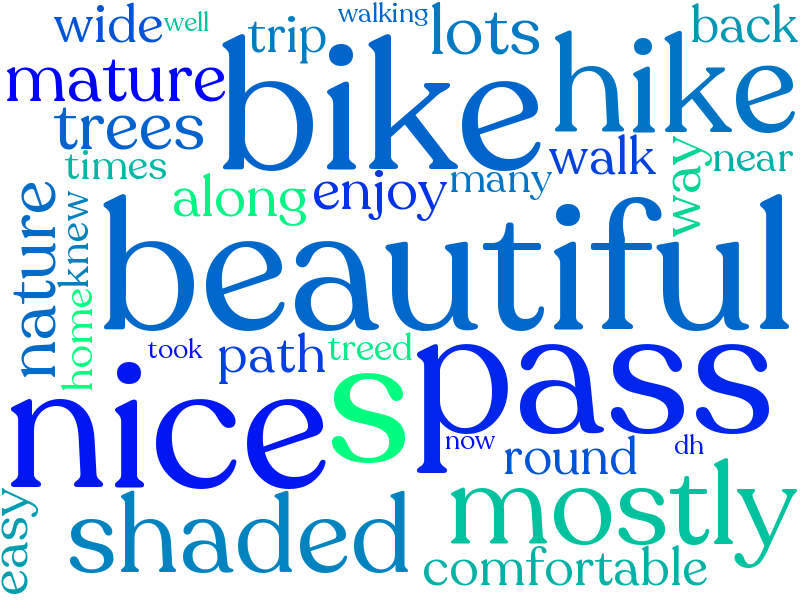 wide
well
trip
walking
lots
back
mature
bike
hike
trees
times
along
enjoy
many
walk
way
near
nature
knew
beautiful
home
took
path
treed
pass
nice
s
now
round
dh
easy
shaded
mostly
comfortable